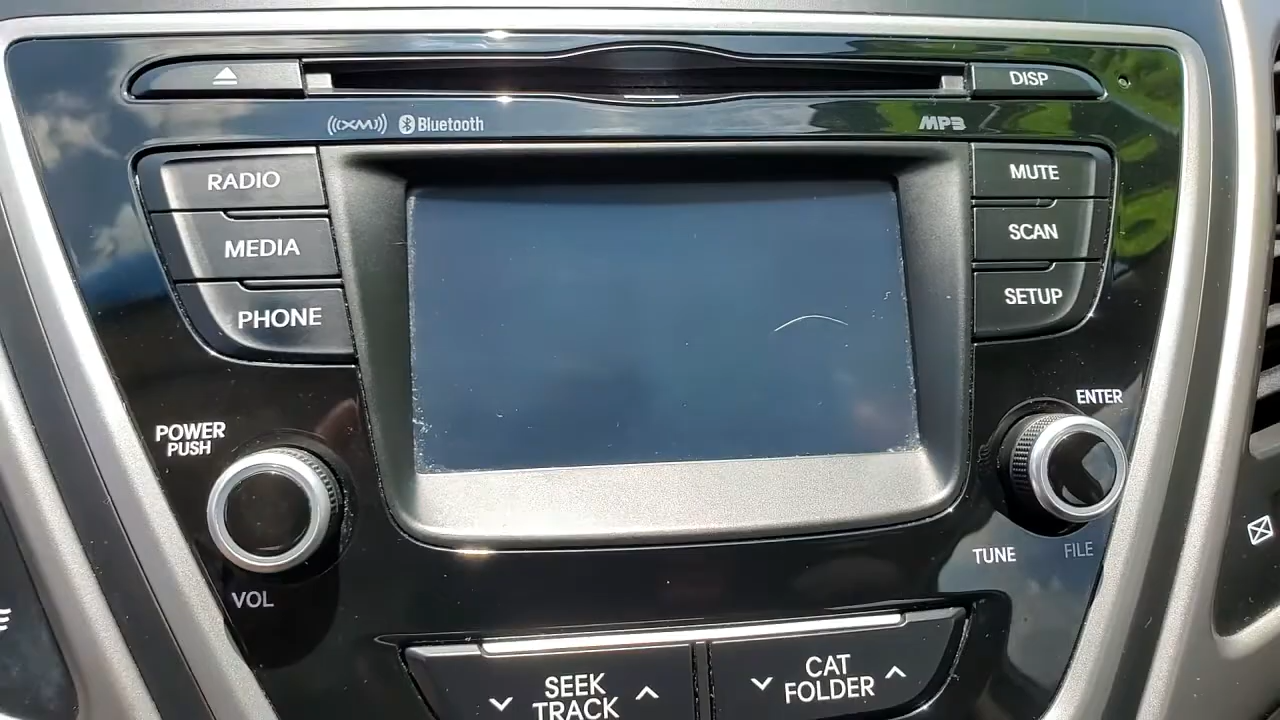 DISP
((XM)) Bluetooth MP3
RADIO
MUTE
MEDIA
SCAN
PHONE
SETUP
POWER
PUSH
ENTER
VOL
TUNE FILE
SEEK
TRACK
CAT
FOLDER